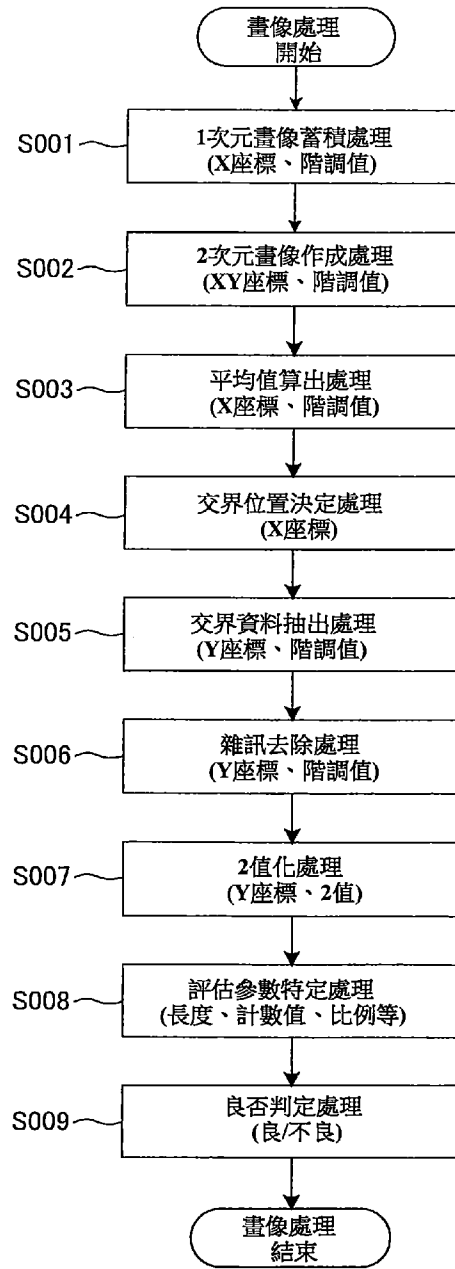 畫像處理
開始
S001
1次元畫像蓄積處理
(X座標、階調值)
S002
2次元畫像作成處理
(XY座標、階調值)
S003
平均值算出處理
(X座標、階調值)
S004
交界位置決定處理
(X座標)
S005
交界資料抽出處理
(Y座標、階調值)
S006
雜訊去除處理
(Y座標、階調值)
S007
2值化處理
(Y座標、2值)
S008
評估參數特定處理
(長度、計數值、比例等)
S009
良否判定處理
(良/不良)
畫像處理
結束